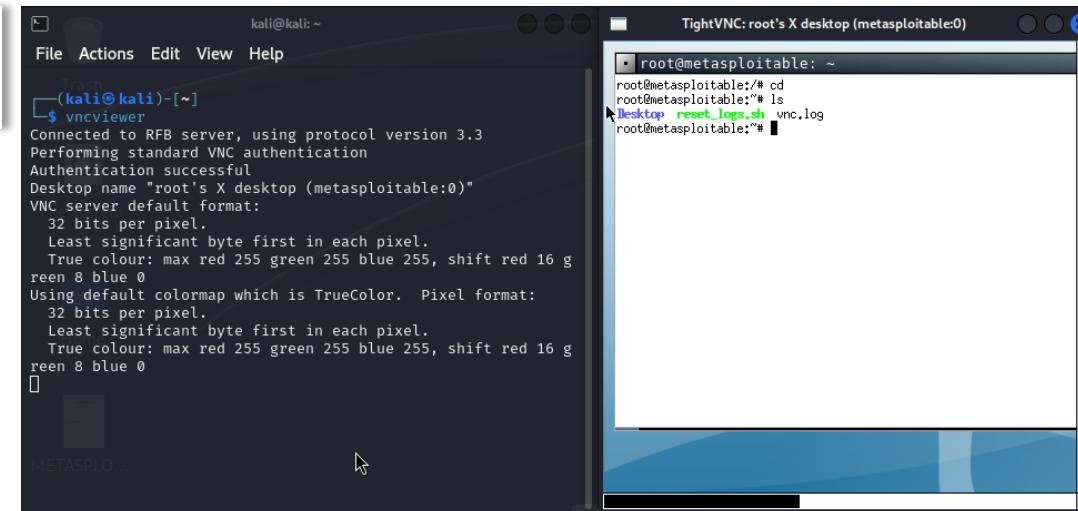 kali@kali: ~
File Actions Edit View Help
┌──(kali㉿kali)-[~]
└─$ vncviewer
Connected to RFB server, using protocol version 3.3
Performing standard VNC authentication
Authentication successful
Desktop name "root's X desktop (metasploitable:0)"
VNC server default format:
32 bits per pixel.
Least significant byte first in each pixel.
True colour: max red 255 green 255 blue 255, shift red 16 g
reen 8 blue 0
Using default colormap which is TrueColor. Pixel format:
32 bits per pixel.
Least significant byte first in each pixel.
True colour: max red 255 green 255 blue 255, shift red 16 g
reen 8 blue 0
METASPLO...
TightVNC: root's X desktop (metasploitable:0)
root@metasploitable: ~
root@metasploitable:/# cd
root@metasploitable:~# ls
Desktop reset_logs.sh vnc.log
root@metasploitable:~#